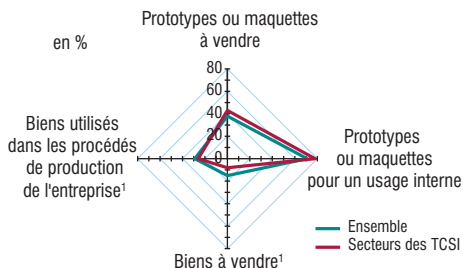 Prototypes ou maquettes
à vendre
en %
80
60
40
20
0
Biens utilisés
dans les procédés
de production
de l'entreprise¹
Prototypes
ou maquettes
pour un usage interne
Ensemble
Secteurs des TCSI
Biens à vendre¹